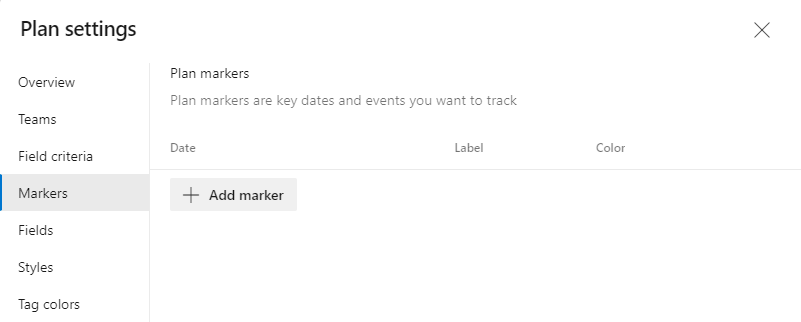 Plan settings
Overview
Teams
Field criteria
Markers
Fields
Styles
Tag colors
Plan markers
Plan markers are key dates and events you want to track
Date Label Color
Add marker